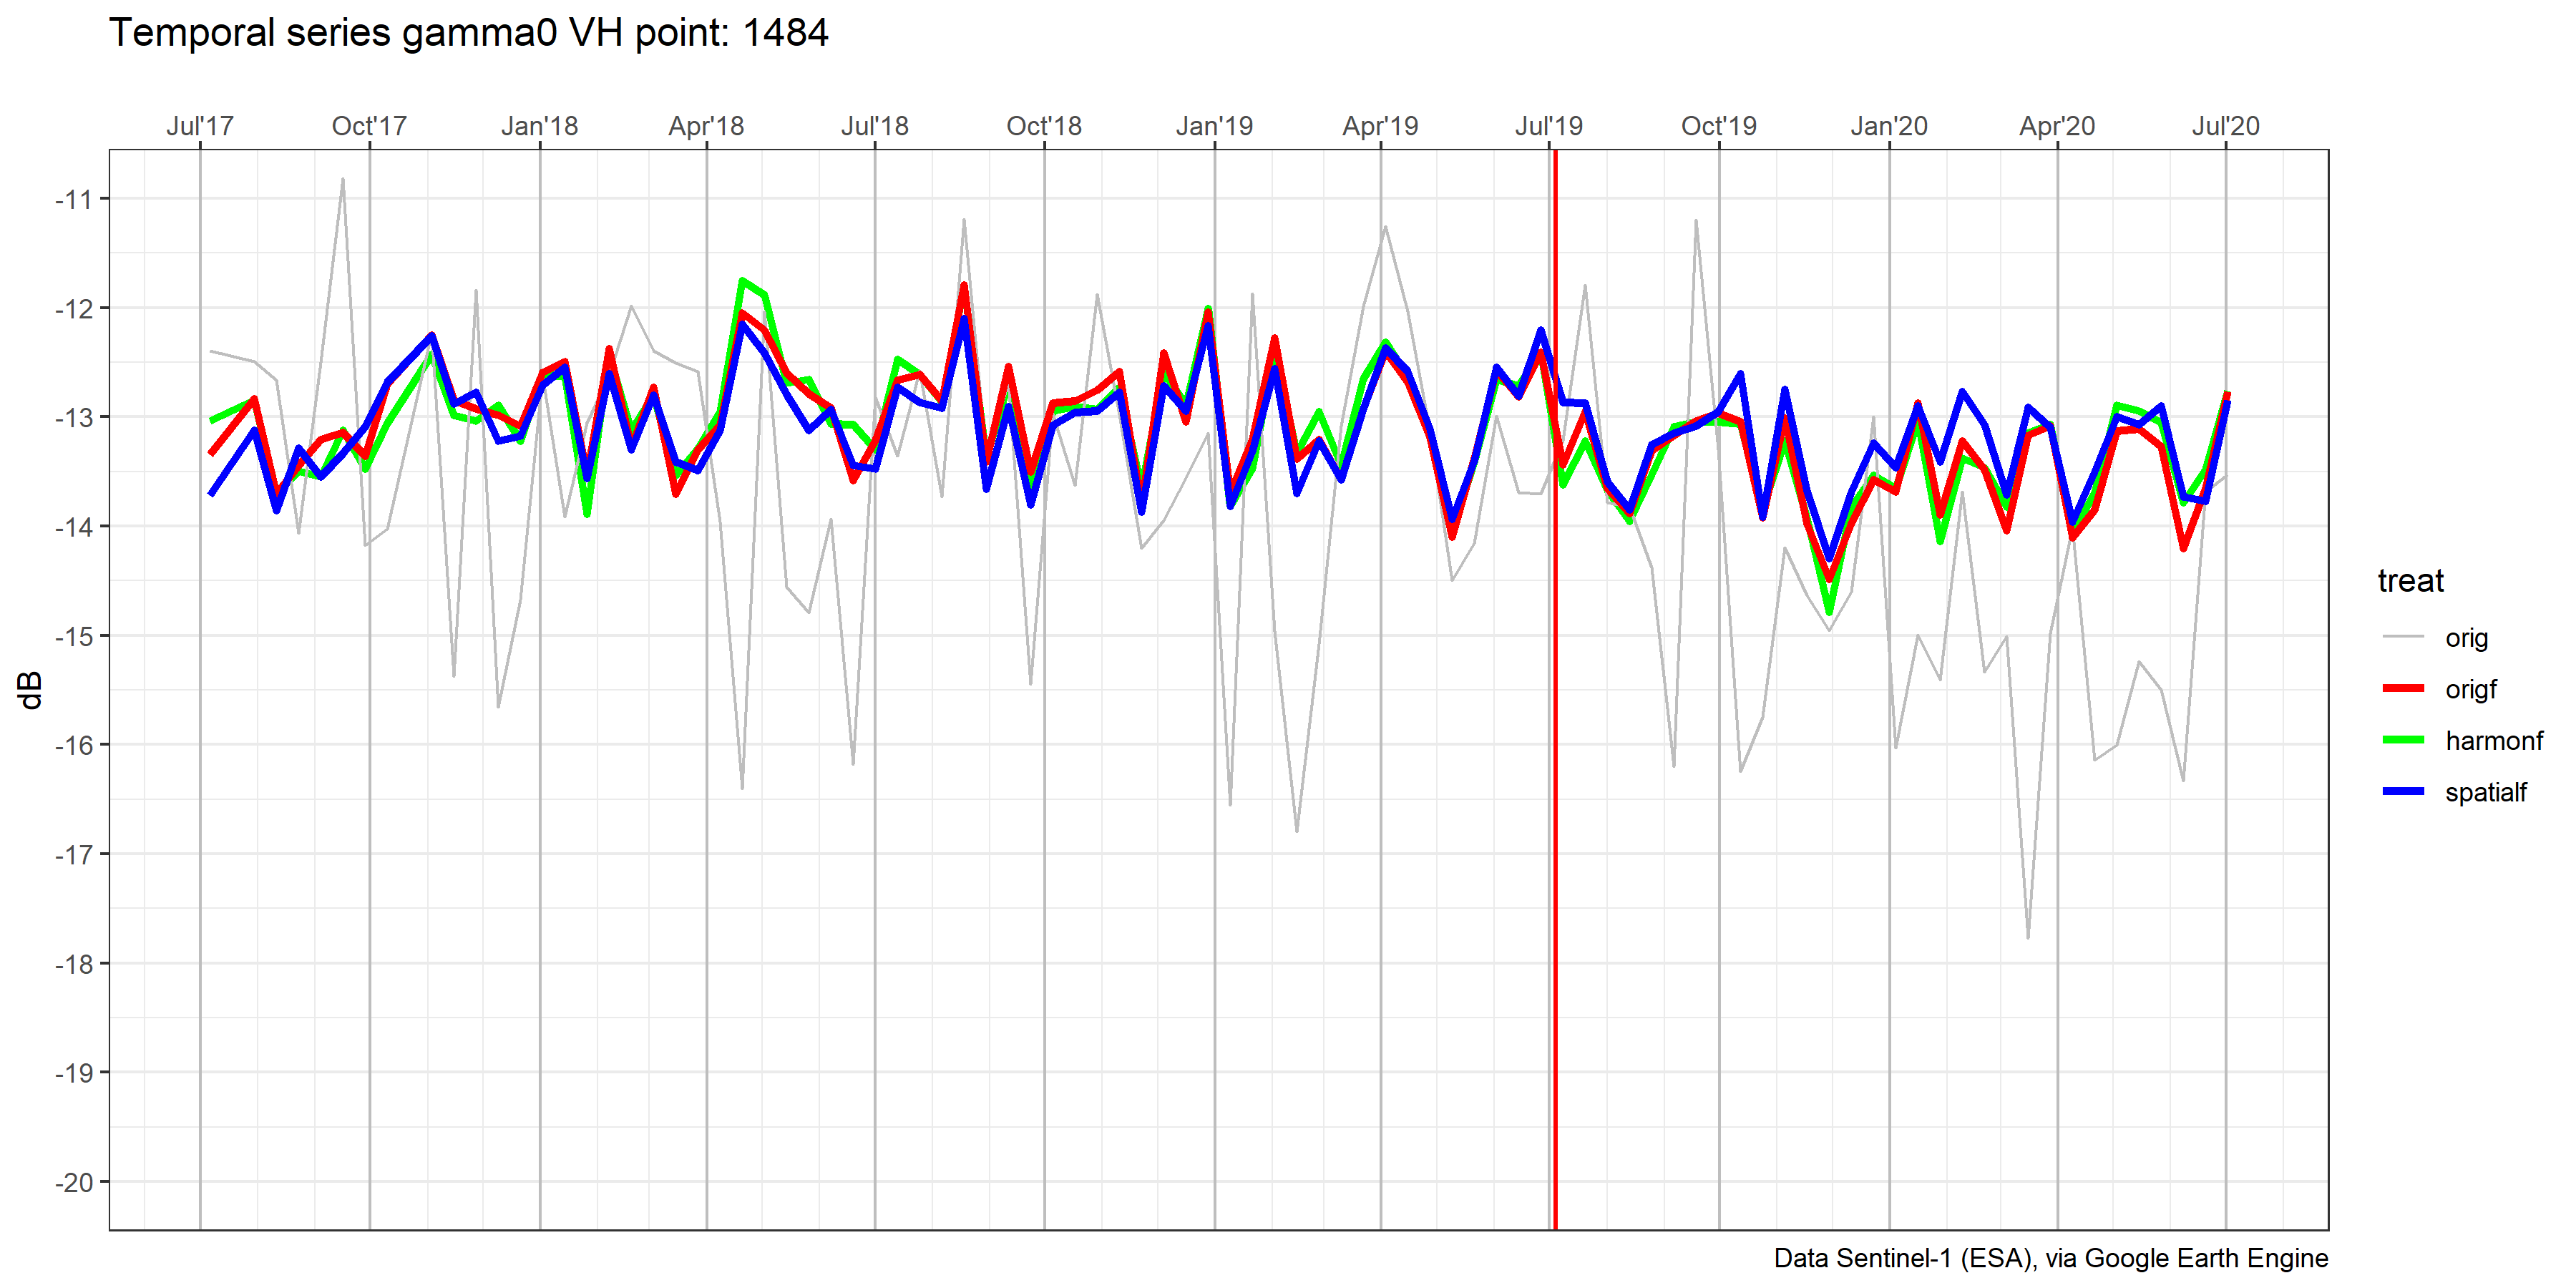 Temporal series gamma0 VH point: 1484
Jul'17 Oct'17 Jan'18 Apr'18 Jul'18 Oct'18 Jan'19 Apr'19 Jul'19 Oct'19 Jan'20 Apr'20 Jul'20
-11
-12
-13
-14
-15
-16
-17
-18
-19
-20
dB
treat
orig
origf
harmonf
spatialf
Data Sentinel-1 (ESA), via Google Earth Engine